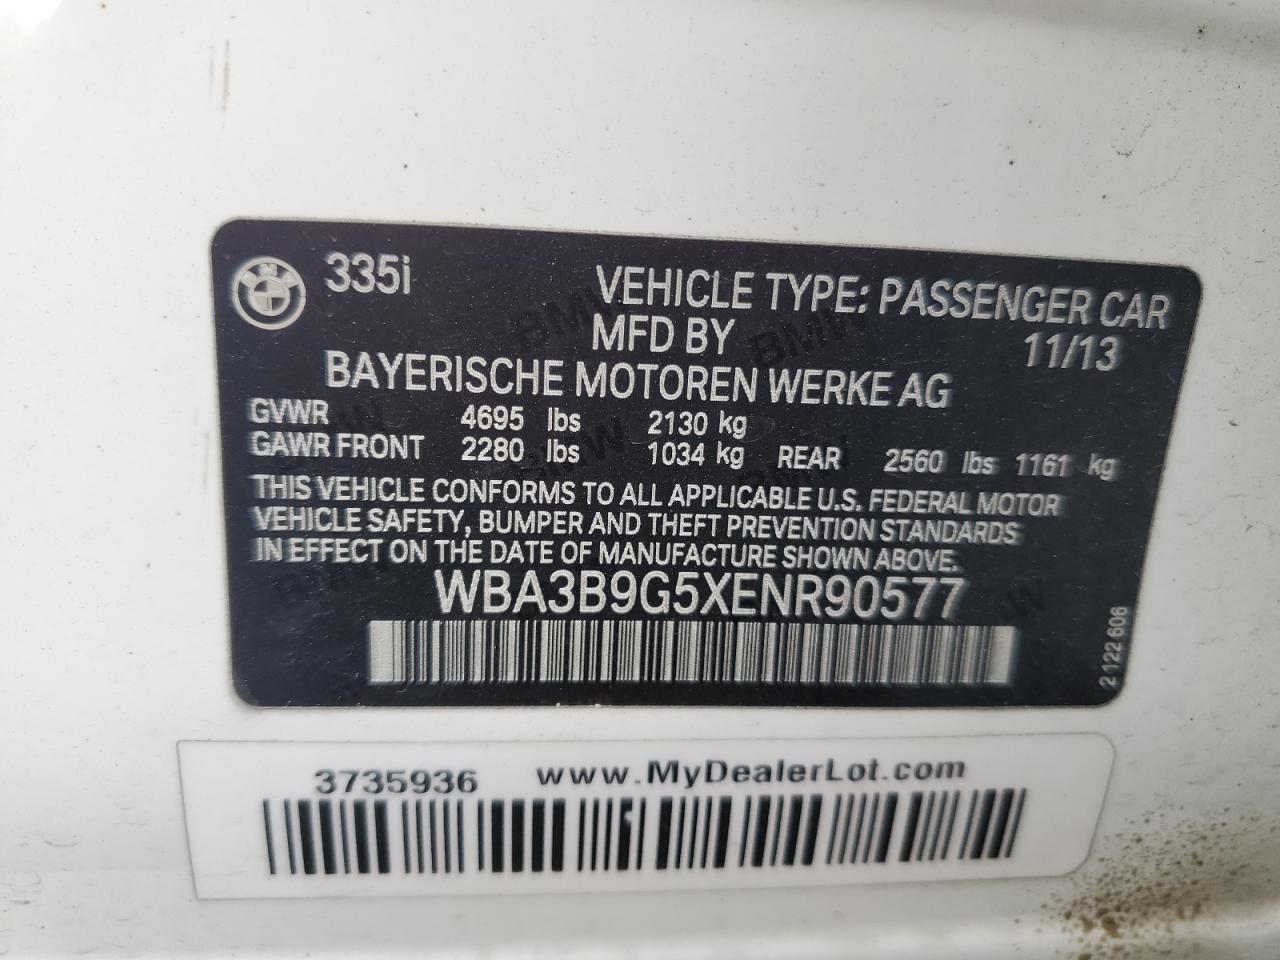 BMW 335i VEHICLE TYPE: PASSENGER CAR
MFD BY 11/13
BAYERISCHE MOTOREN WERKE AG
GVWR 4695 lbs 2130 kg
GAWR FRONT 2280 lbs 1034 kg REAR 2560 lbs 1161 kg
THIS VEHICLE CONFORMS TO ALL APPLICABLE U.S. FEDERAL MOTOR
VEHICLE SAFETY, BUMPER AND THEFT PREVENTION STANDARDS
IN EFFECT ON THE DATE OF MANUFACTURE SHOWN ABOVE.
WBA3B9G5XENR90577
2 122 606
3735936 www.MyDealerLot.com